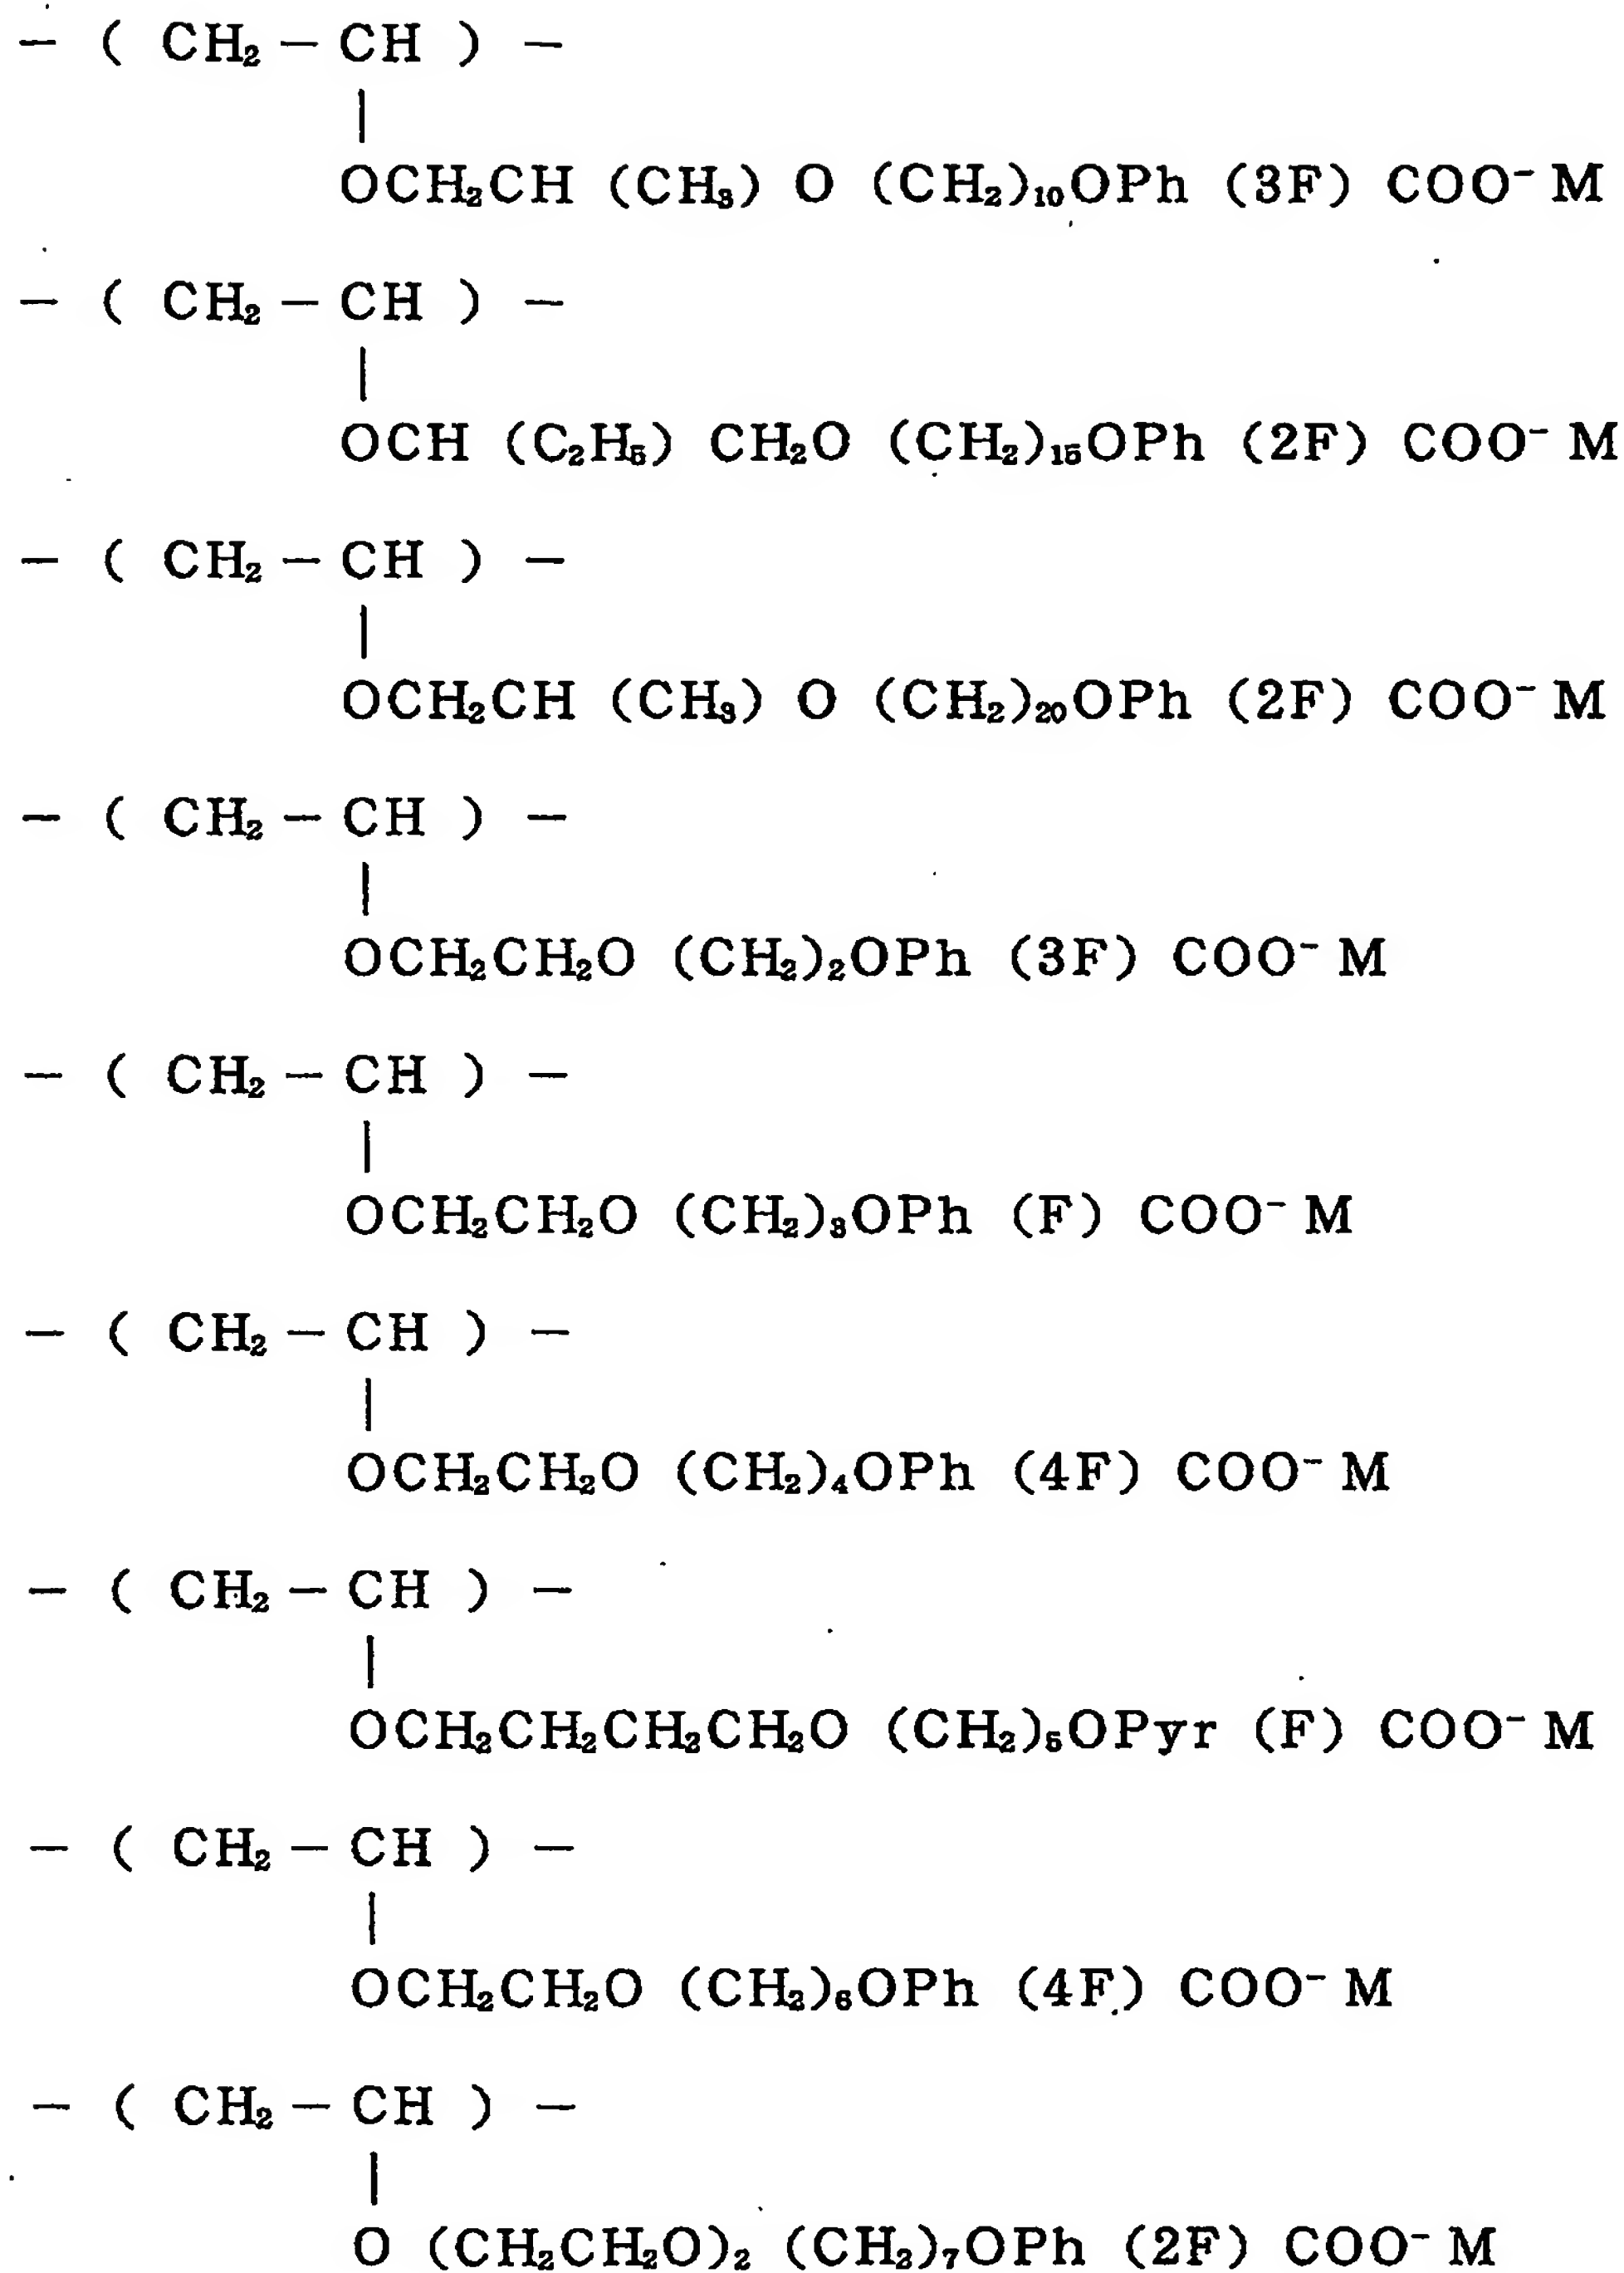 − ( CH₂ − CH ) −
|
OCH₂CH (CH₃) O (CH₂)₁₀OPh (3F) COO⁻ M
− ( CH₂ − CH ) −
|
OCH (C₂H₅) CH₂O (CH₂)₁₅OPh (2F) COO⁻ M
− ( CH₂ − CH ) −
|
OCH₂CH (CH₃) O (CH₂)₂₀OPh (2F) COO⁻ M
− ( CH₂ − CH ) −
|
OCH₂CH₂O (CH₂)₂OPh (3F) COO⁻ M
− ( CH₂ − CH ) −
|
OCH₂CH₂O (CH₂)₃OPh (F) COO⁻ M
− ( CH₂ − CH ) −
|
OCH₂CH₂O (CH₂)₄OPh (4F) COO⁻ M
− ( CH₂ − CH ) −
|
OCH₂CH₂CH₂CH₂O (CH₂)₅OPyr (F) COO⁻ M
− ( CH₂ − CH ) −
|
OCH₂CH₂O (CH₂)₆OPh (4F) COO⁻ M
− ( CH₂ − CH ) −
|
O (CH₂CH₂O)₂ (CH₂)₇OPh (2F) COO⁻ M